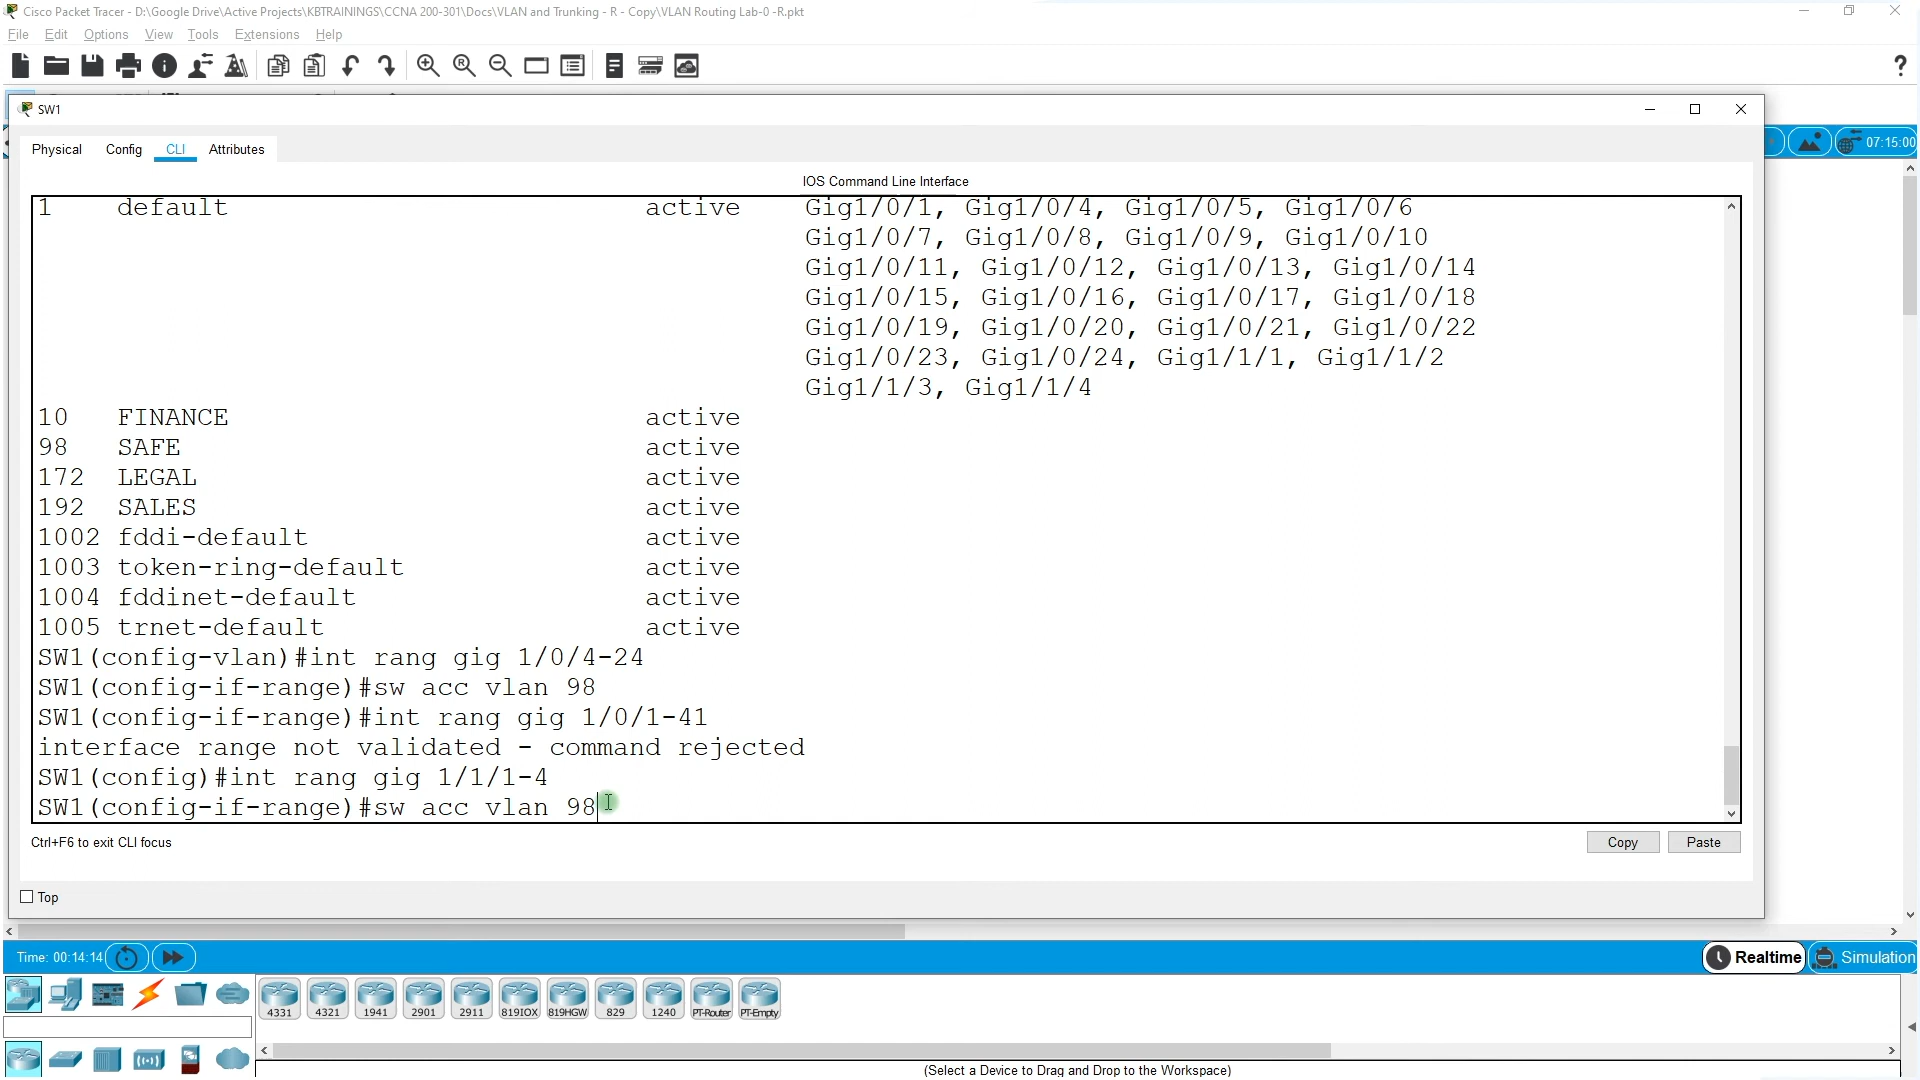 Cisco Packet Tracer - D:\Google Drive\Active Projects\KBTRAININGS\CCNA 200-301\Docs\VLAN and Trunking - R - Copy\VLAN Routing Lab-0 -R.pkt
File Edit Options View Tools Extensions Help
?
SW1
Physical Config CLI Attributes
07:15:00
IOS Command Line Interface
1 default active Gig1/0/1, Gig1/0/4, Gig1/0/5, Gig1/0/6
Gig1/0/7, Gig1/0/8, Gig1/0/9, Gig1/0/10
Gig1/0/11, Gig1/0/12, Gig1/0/13, Gig1/0/14
Gig1/0/15, Gig1/0/16, Gig1/0/17, Gig1/0/18
Gig1/0/19, Gig1/0/20, Gig1/0/21, Gig1/0/22
Gig1/0/23, Gig1/0/24, Gig1/1/1, Gig1/1/2
Gig1/1/3, Gig1/1/4
10 FINANCE active
98 SAFE active
172 LEGAL active
192 SALES active
1002 fddi-default active
1003 token-ring-default active
1004 fddinet-default active
1005 trnet-default active
SW1(config-vlan)#int rang gig 1/0/4-24
SW1(config-if-range)#sw acc vlan 98
SW1(config-if-range)#int rang gig 1/0/1-41
interface range not validated - command rejected
SW1(config)#int rang gig 1/1/1-4
SW1(config-if-range)#sw acc vlan 98
Ctrl+F6 to exit CLI focus
Copy Paste
Top
Time: 00:14:14
Realtime Simulation
4331 4321 1941 2901 2911 819IOX 819HGW 829 1240 PT-Router PT-Empty
(Select a Device to Drag and Drop to the Workspace)